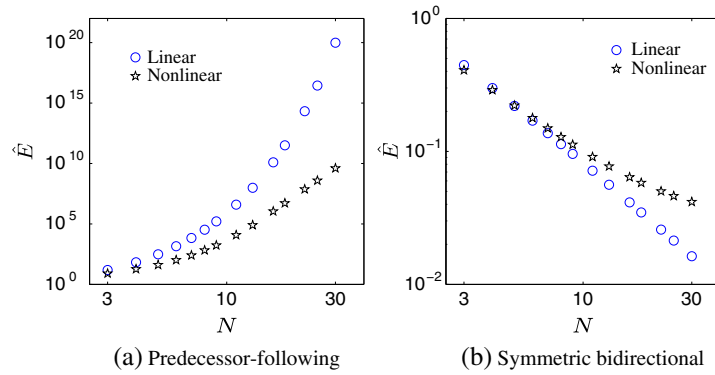 10^20
10^15
10^10
10^5
10^0
Ê
Linear
Nonlinear
3
10
30
N
(a) Predecessor-following
10^0
10^−1
10^−2
Ê
Linear
Nonlinear
3
10
30
N
(b) Symmetric bidirectional